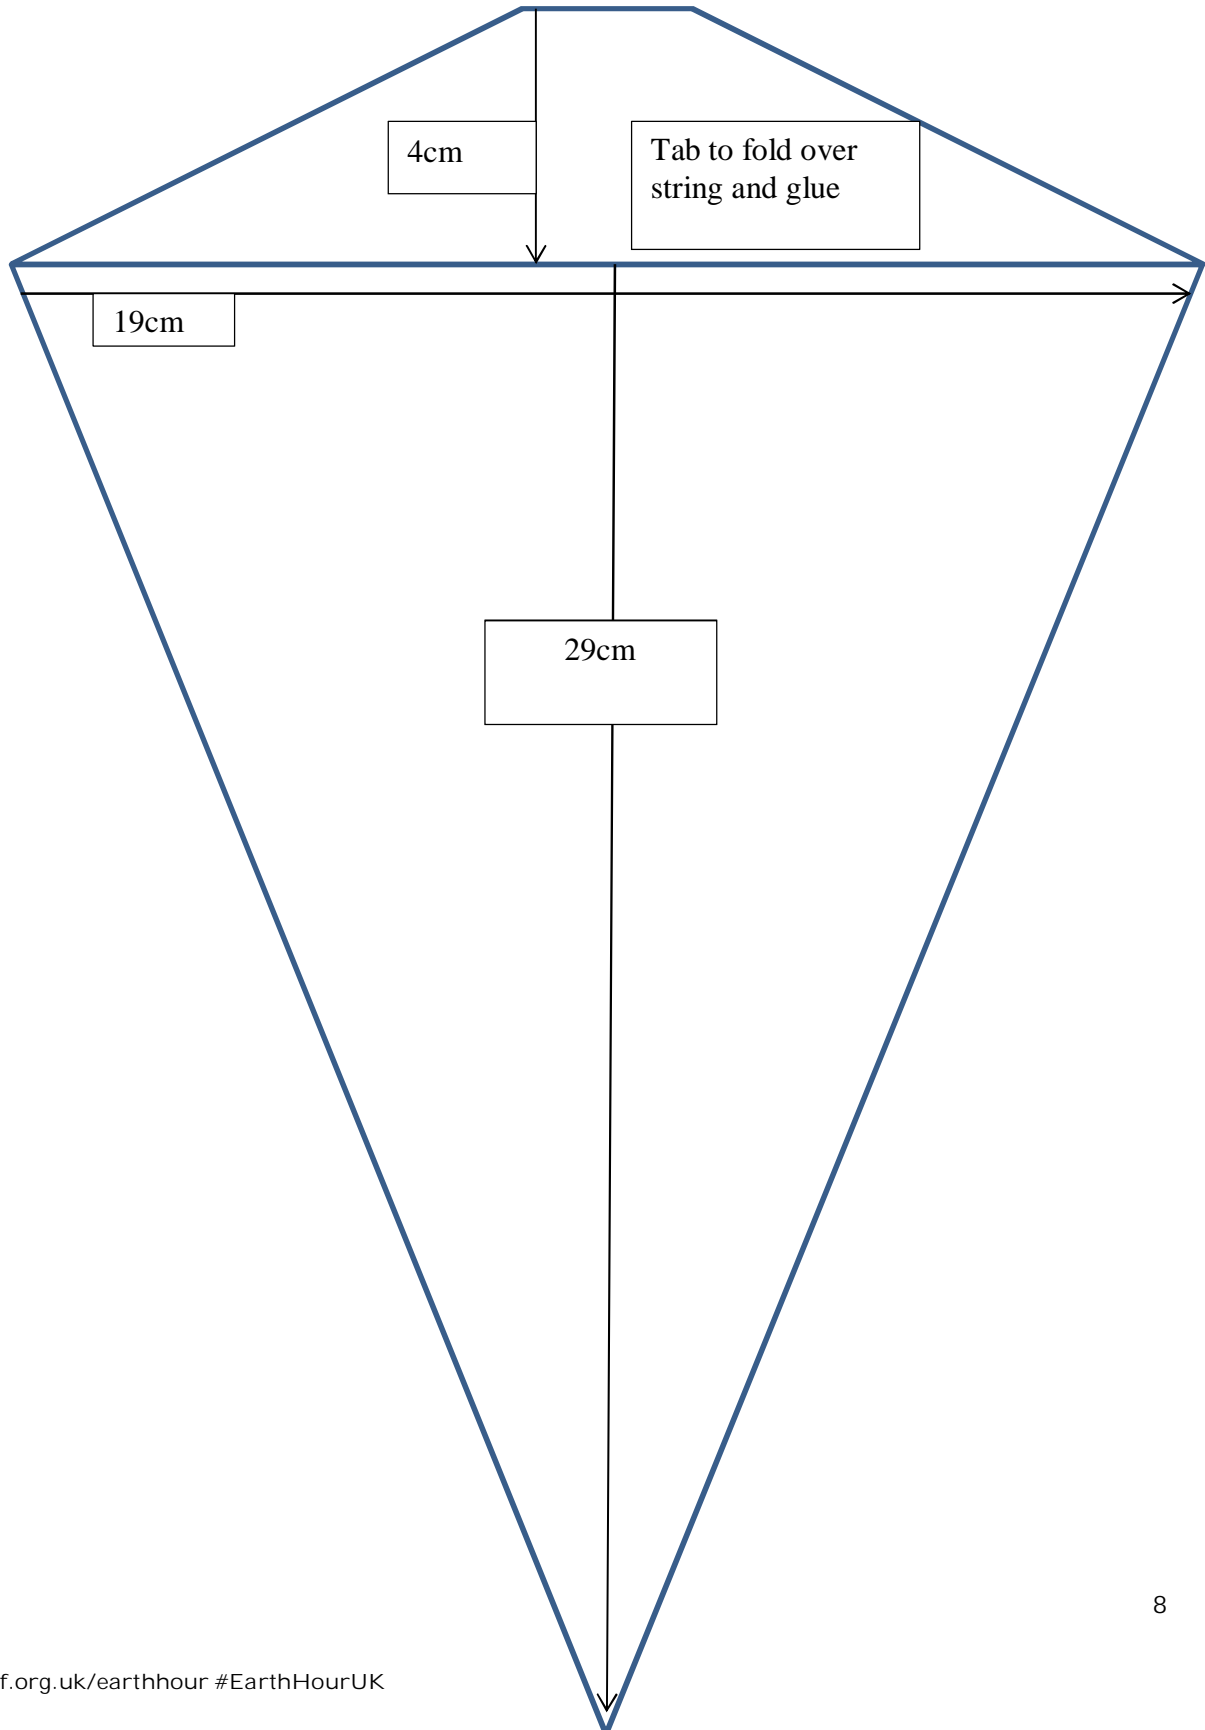 4cm
Tab to fold over
string and glue
19cm
29cm
8
f.org.uk/earthhour #EarthHourUK